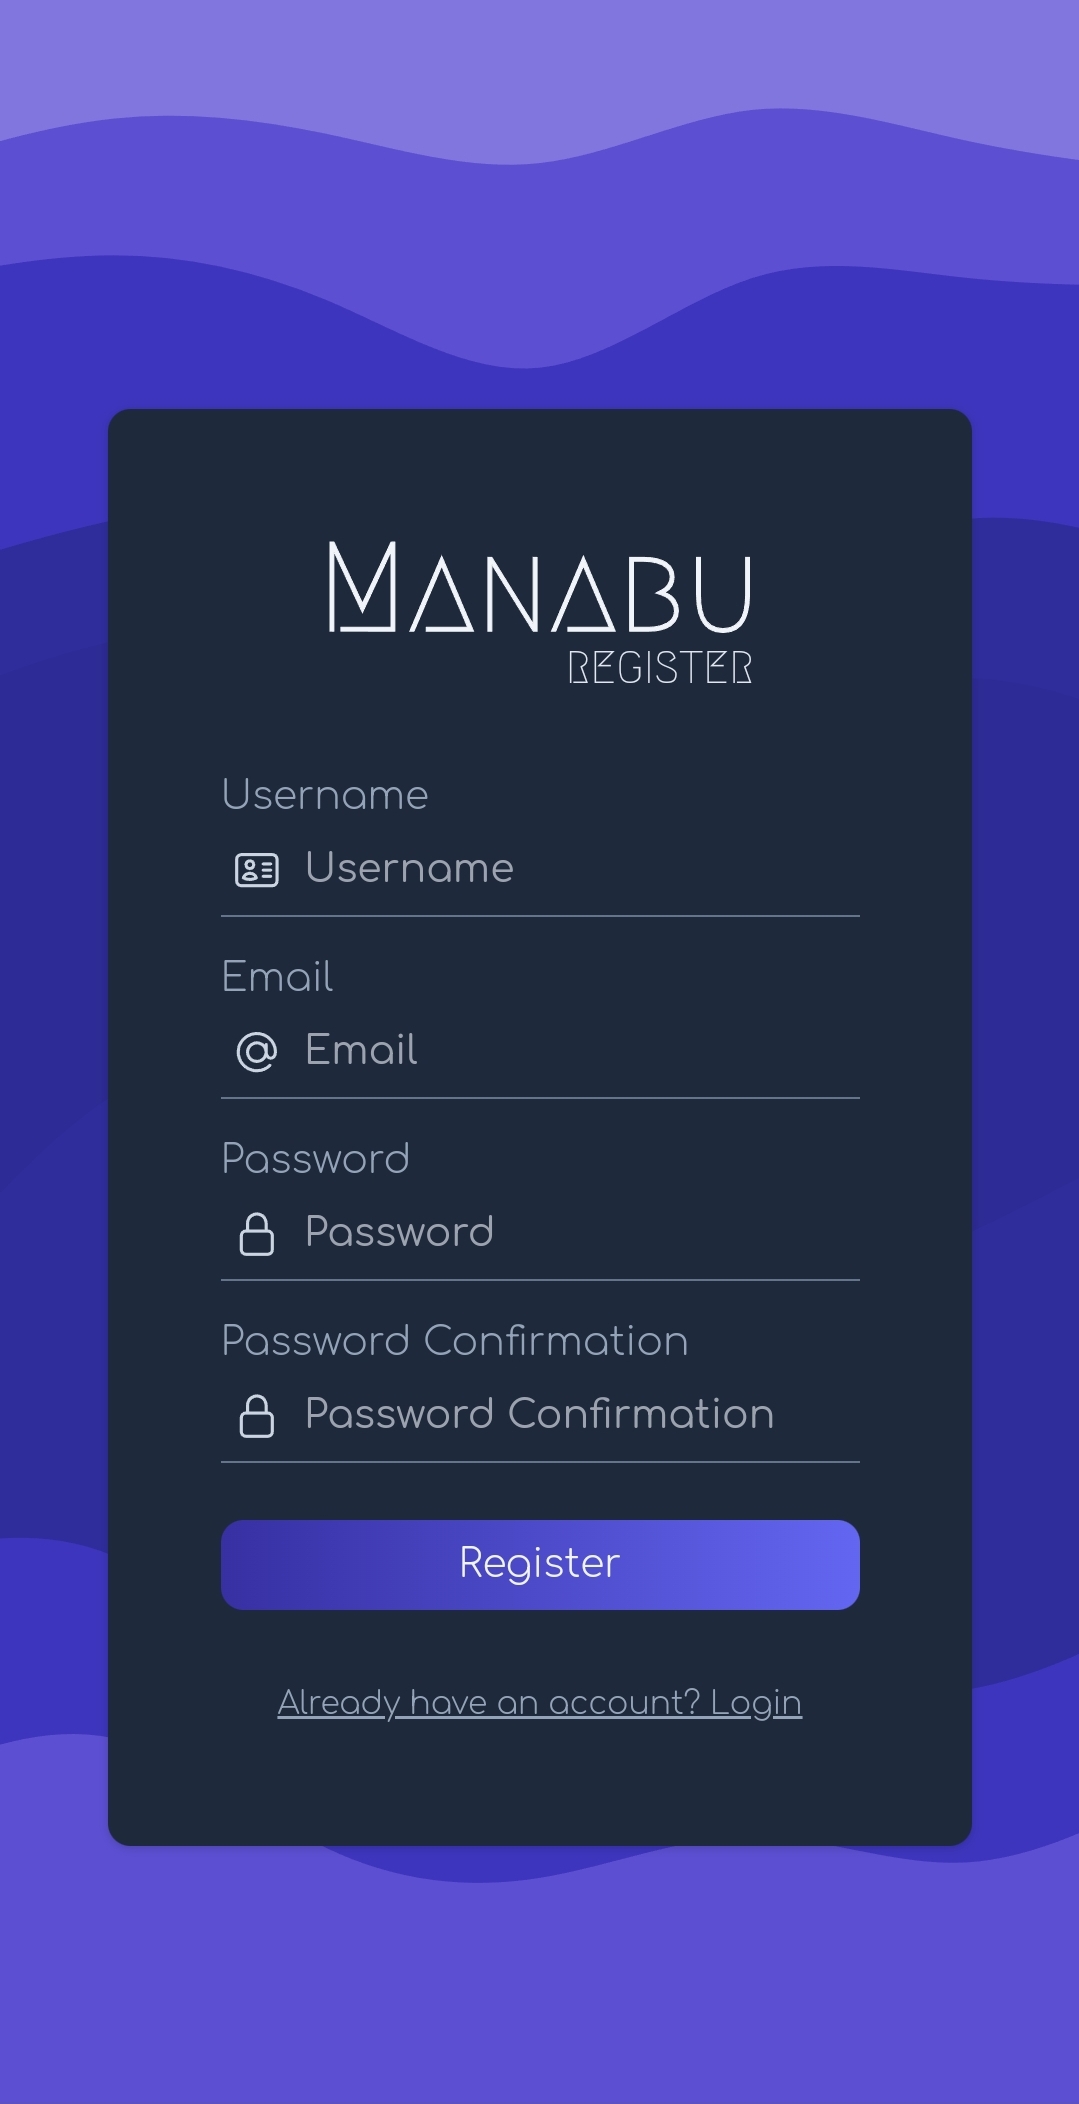 MANABU
REGISTER
Username
Username
Email
Email
Password
Password
Password Confirmation
Password Confirmation
Register
Already have an account? Login